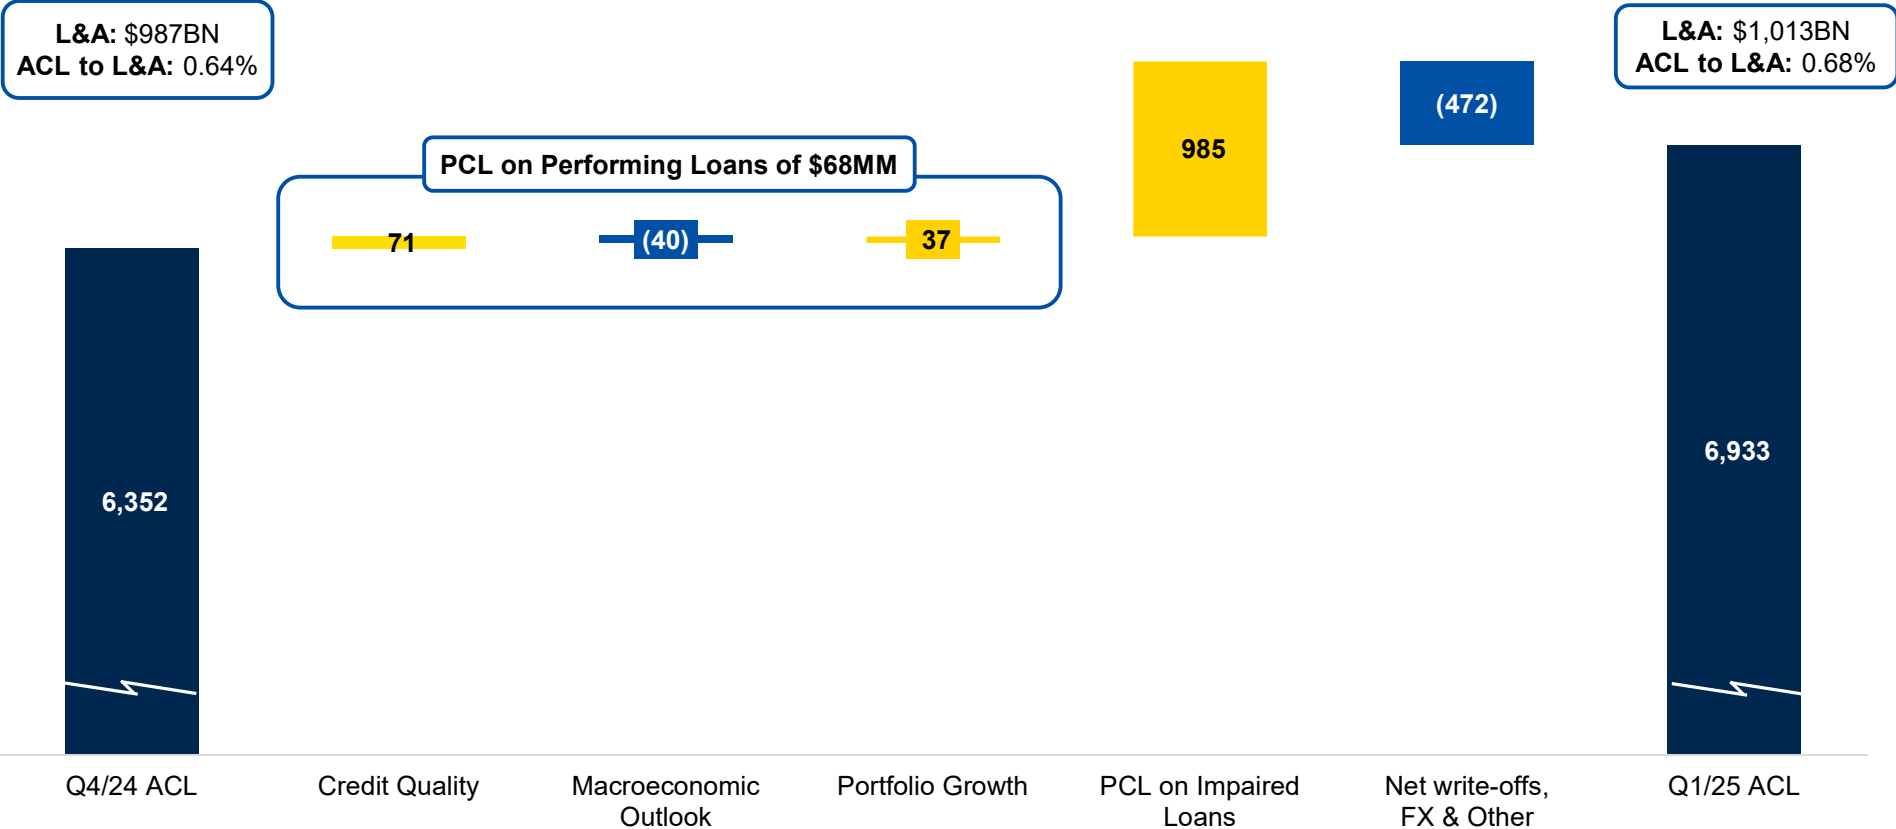 L&A: $987BN
ACL to L&A: 0.64%
L&A: $1,013BN
ACL to L&A: 0.68%
PCL on Performing Loans of $68MM
6,352
71
(40)
37
985
(472)
6,933
Q4/24 ACL
Credit Quality
Macroeconomic
Outlook
Portfolio Growth
PCL on Impaired
Loans
Net write-offs,
FX & Other
Q1/25 ACL